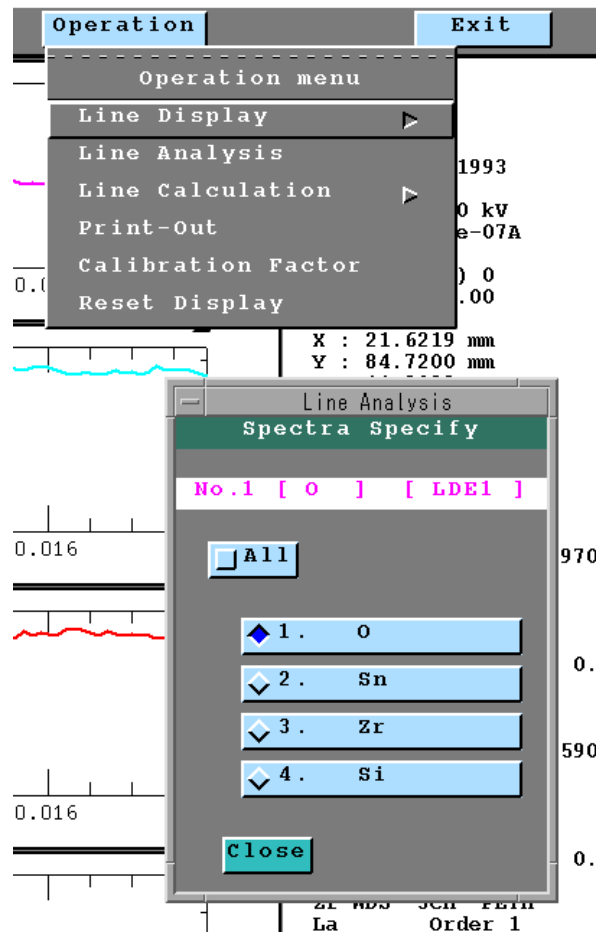 Operation Exit
Operation menu
Line Display
Line Analysis
Line Calculation
Print-Out
Calibration Factor
Reset Display
1993
0 kV
e-07A
) 0
.00
0.0
X : 21.6219 mm
Y : 84.7200 mm
Line Analysis
Spectra Specify
No.1 [ O ] [ LDE1 ]
0.016
All
970
1. O
0.
2. Sn
3. Zr
590
4. Si
0.016
Close
0.
La Order 1